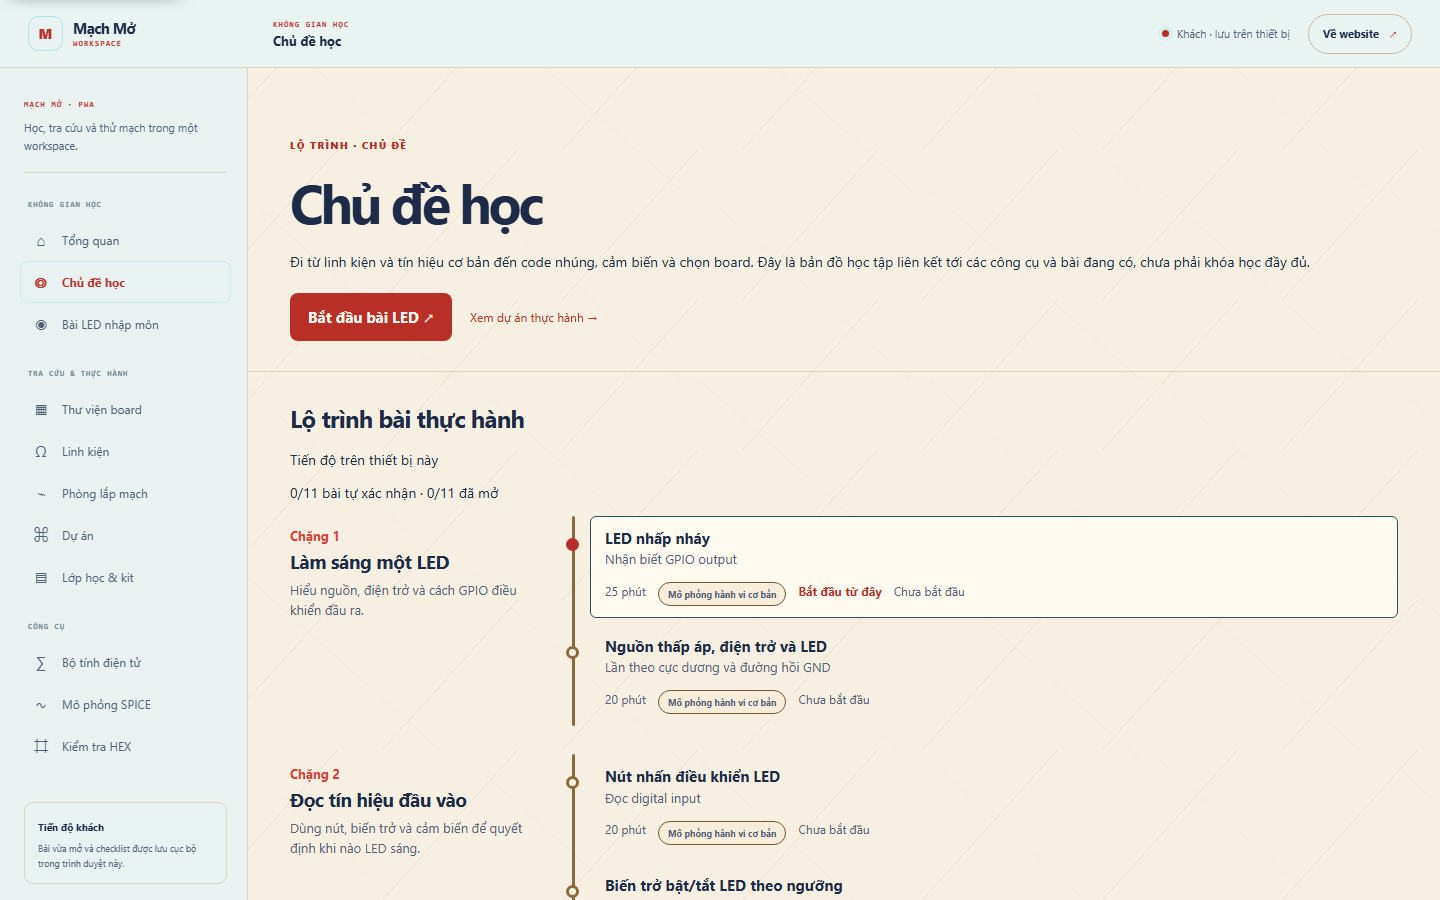 M
Mạch Mở
WORKSPACE
KHÔNG GIAN HỌC
Chủ đề học
Khách · lưu trên thiết bị
Về website ↗
MẠCH MỞ · PWA
Học, tra cứu và thử mạch trong một
workspace.
KHÔNG GIAN HỌC
Tổng quan
Chủ đề học
Bài LED nhập môn
TRA CỨU & THỰC HÀNH
Thư viện board
Linh kiện
Phòng lắp mạch
Dự án
Lớp học & kit
CÔNG CỤ
Bộ tính điện tử
Mô phỏng SPICE
Kiểm tra HEX
Tiến độ khách
Bài vừa mở và checklist được lưu cục bộ
trong trình duyệt này.
LỘ TRÌNH · CHỦ ĐỀ
Chủ đề học
Đi từ linh kiện và tín hiệu cơ bản đến code nhúng, cảm biến và chọn board. Đây là bản đồ học tập liên kết tới các công cụ và bài đang có, chưa phải khóa học đầy đủ.
Bắt đầu bài LED ↗
Xem dự án thực hành →
Lộ trình bài thực hành
Tiến độ trên thiết bị này
0/11 bài tự xác nhận · 0/11 đã mở
Chặng 1
Làm sáng một LED
Hiểu nguồn, điện trở và cách GPIO điều
khiển đầu ra.
LED nhấp nháy
Nhận biết GPIO output
25 phút Mô phỏng hành vi cơ bản Bắt đầu từ đây Chưa bắt đầu
Nguồn thấp áp, điện trở và LED
Lần theo cực dương và đường hồi GND
20 phút Mô phỏng hành vi cơ bản Chưa bắt đầu
Chặng 2
Đọc tín hiệu đầu vào
Dùng nút, biến trở và cảm biến để quyết
định khi nào LED sáng.
Nút nhấn điều khiển LED
Đọc digital input
20 phút Mô phỏng hành vi cơ bản Chưa bắt đầu
Biến trở bật/tắt LED theo ngưỡng